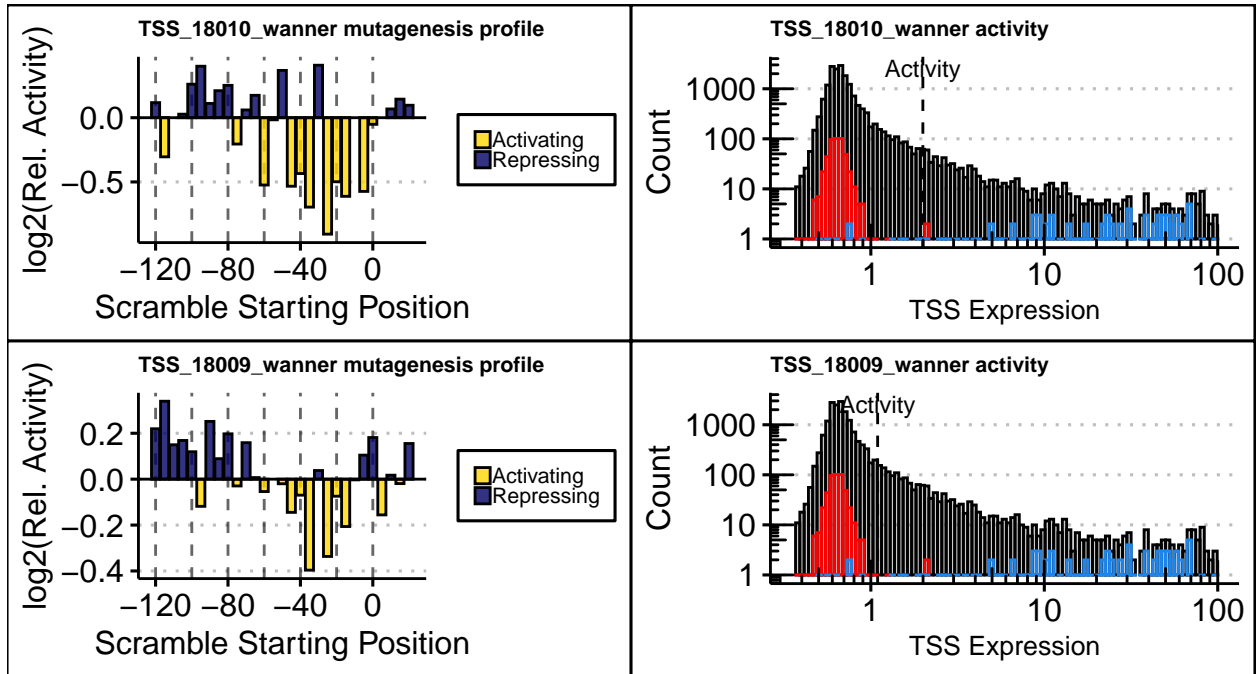 TSS_18010_wanner mutagenesis profile
log2(Rel. Activity)
0.0
−0.5
−120 −80 −40 0
Scramble Starting Position
Activating
Repressing
TSS_18010_wanner activity
Activity
Count
1000
100
10
1
1 10 100
TSS Expression
TSS_18009_wanner mutagenesis profile
log2(Rel. Activity)
0.2
0.0
−0.2
−0.4
−120 −80 −40 0
Scramble Starting Position
Activating
Repressing
TSS_18009_wanner activity
Activity
Count
1000
100
10
1
1 10 100
TSS Expression